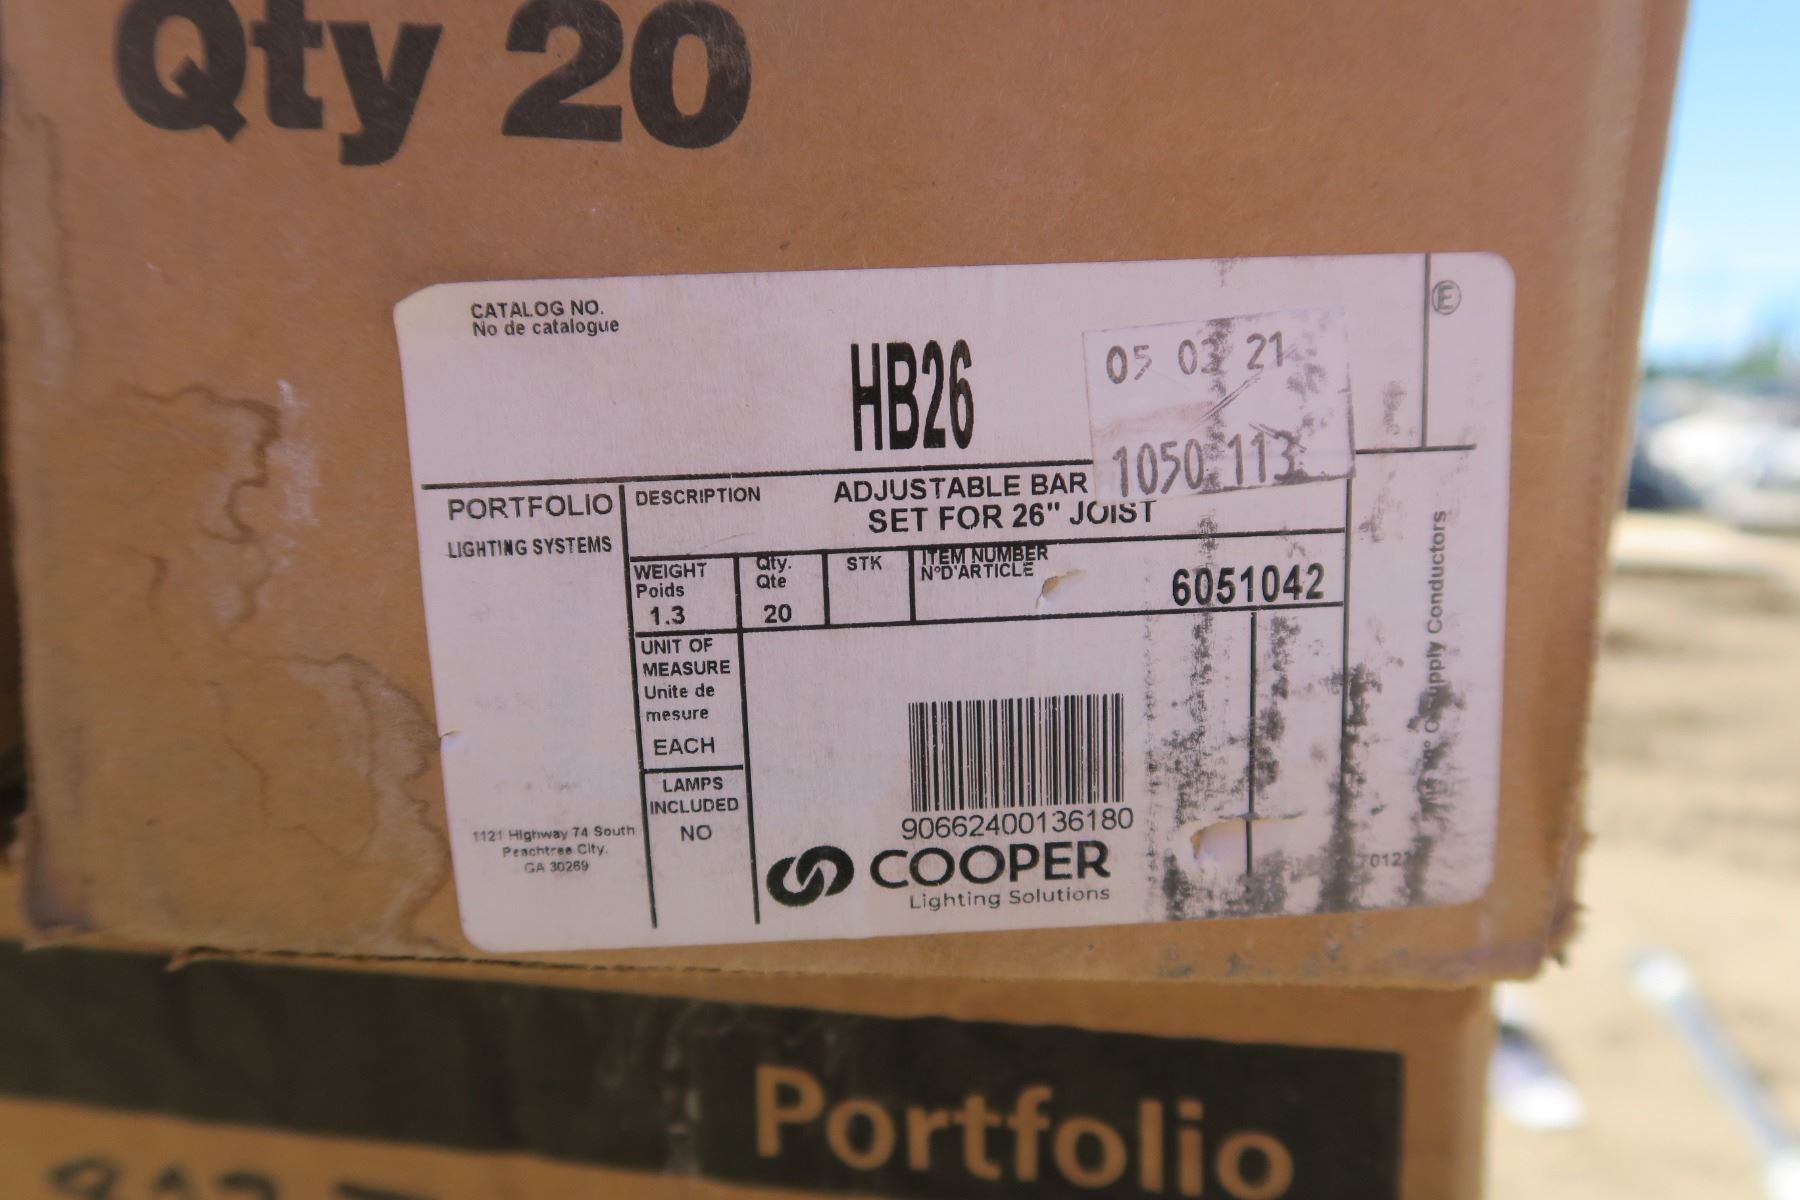 Qty 20
CATALOG NO.
No de catalogue
HB26
05 03 21
1050 113
E
PORTFOLIO
LIGHTING SYSTEMS
DESCRIPTION
ADJUSTABLE BAR
SET FOR 26" JOIST
WEIGHT
Poids
1.3
Qty.
Qte
20
STK
ITEM NUMBER
N°D'ARTICLE
6051042
UNIT OF
MEASURE
Unite de
mesure
EACH
LAMPS
INCLUDED
NO
1121 Highway 74 South
Peachtree City,
GA 30269
90662400136180
COOPER
Lighting Solutions
Supply Conductors
Portfolio